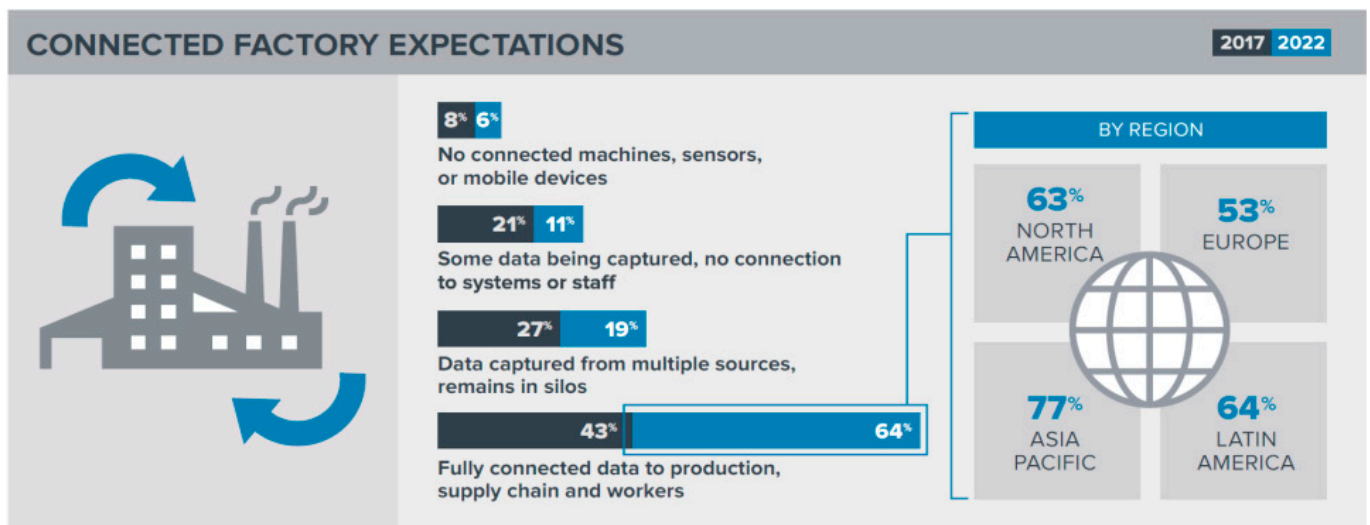 CONNECTED FACTORY EXPECTATIONS
2017 2022
8% 6%
No connected machines, sensors,
or mobile devices
21% 11%
Some data being captured, no connection
to systems or staff
27% 19%
Data captured from multiple sources,
remains in silos
43% 64%
Fully connected data to production,
supply chain and workers
BY REGION
63%
NORTH
AMERICA
53%
EUROPE
77%
ASIA
PACIFIC
64%
LATIN
AMERICA